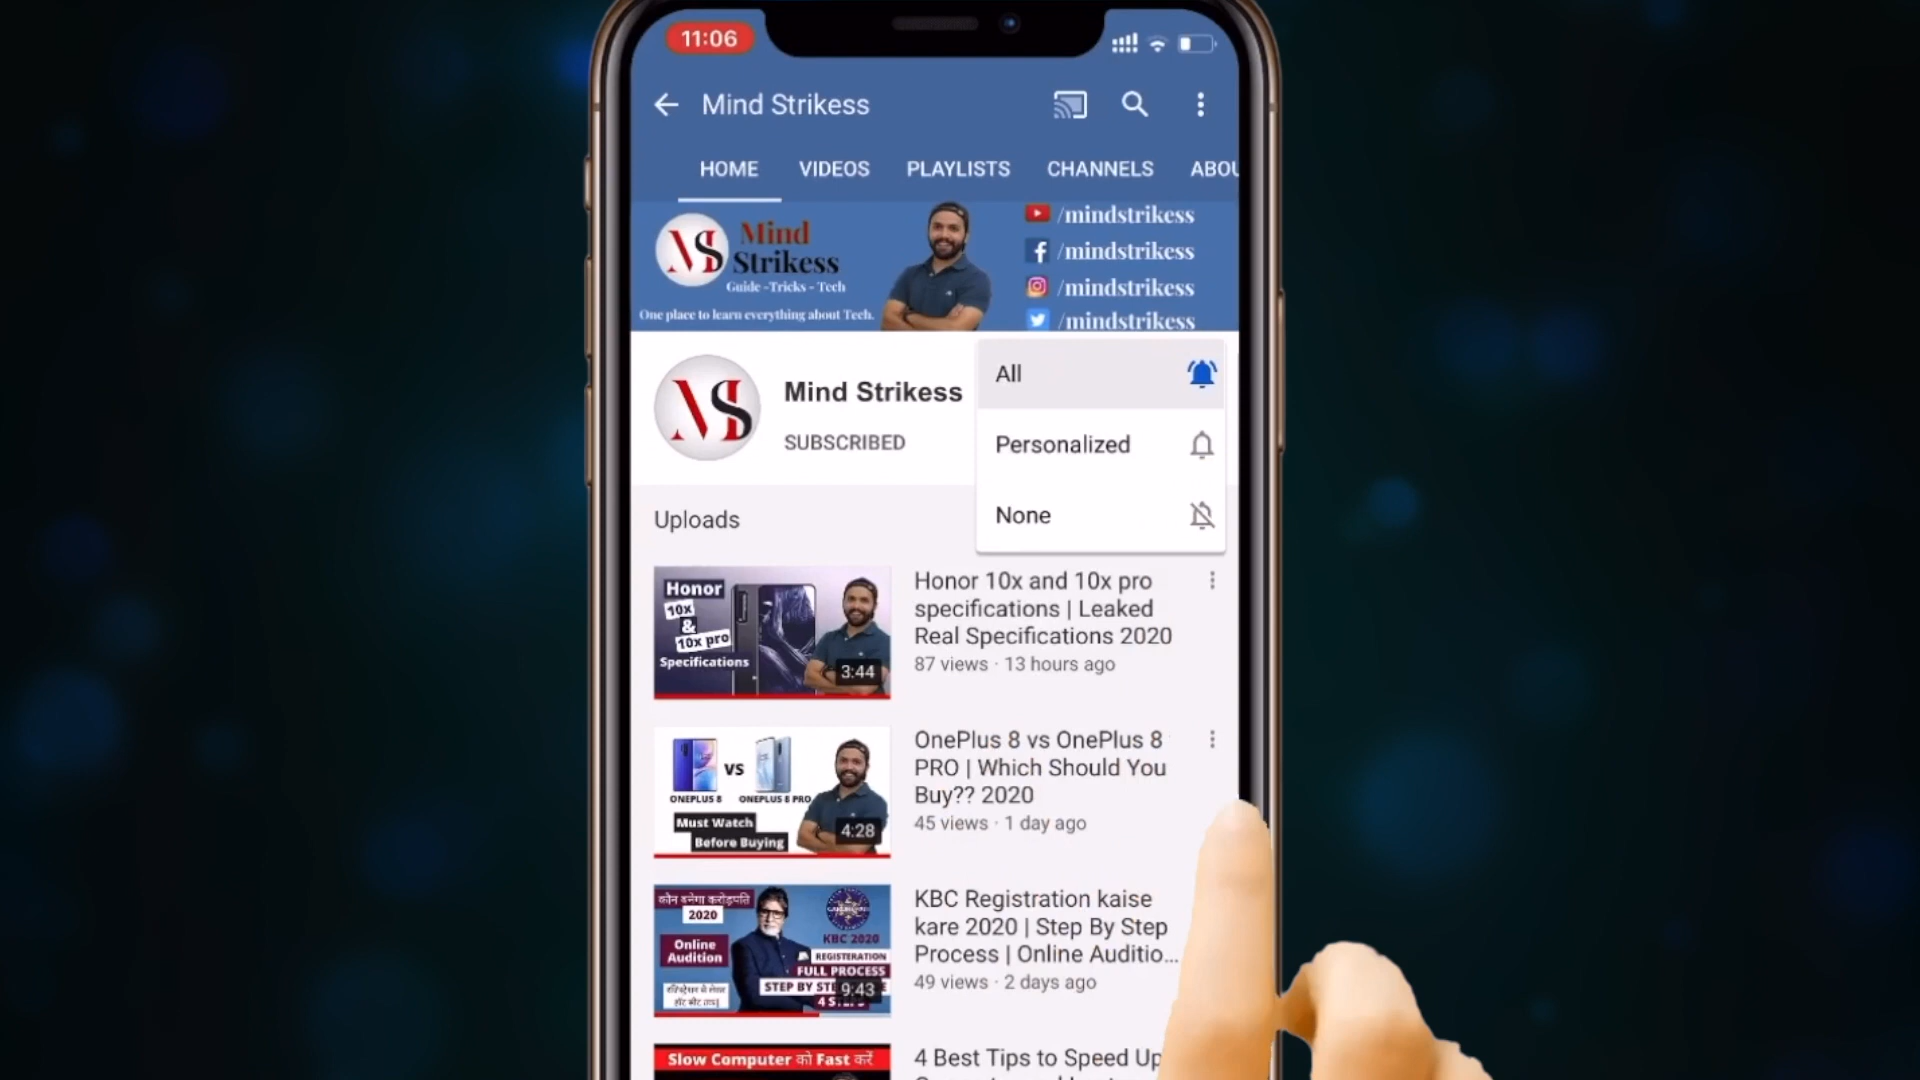 11:06
Mind Strikess
HOME VIDEOS PLAYLISTS CHANNELS ABOU
MS Mind
Strikess
Guide -Tricks - Tech
One place to learn everything about Tech.
/mindstrikess
/mindstrikess
/mindstrikess
/mindstrikess
MS
Mind Strikess
SUBSCRIBED
All
Personalized
None
Uploads
Honor
10x
&
10x pro
Specifications
3:44
Honor 10x and 10x pro
specifications | Leaked
Real Specifications 2020
87 views · 13 hours ago
VS
ONEPLUS 8 ONEPLUS 8 PRO
Must Watch
Before Buying
4:28
OnePlus 8 vs OnePlus 8
PRO | Which Should You
Buy?? 2020
45 views · 1 day ago
कौन बनेगा करोड़पति
2020
Online
Audition
KBC 2020
REGISTERATION
FULL PROCESS
STEP BY STE
9:43
KBC Registration kaise
kare 2020 | Step By Step
Process | Online Auditio...
49 views · 2 days ago
Slow Computer को Fast करें
4 Best Tips to Speed Up